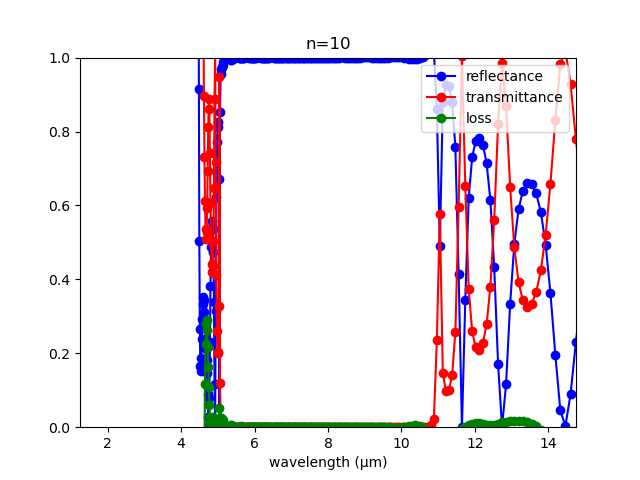 n=10
1.0
0.8
0.6
0.4
0.2
0.0
reflectance
transmittance
loss
2 4 6 8 10 12 14
wavelength (μm)